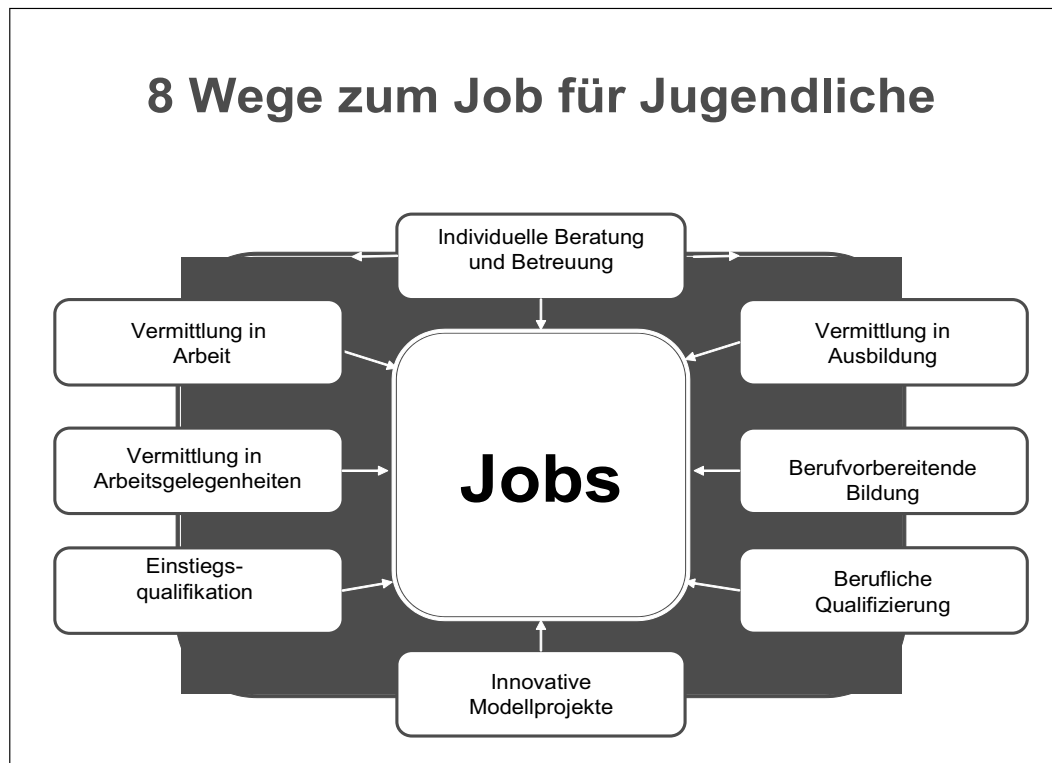 8 Wege zum Job für Jugendliche
Individuelle Beratung
und Betreuung
Vermittlung in
Arbeit
Vermittlung in
Ausbildung
Vermittlung in
Arbeitsgelegenheiten
Jobs
Berufvorbereitende
Bildung
Einstiegs-
qualifikation
Berufliche
Qualifizierung
Innovative
Modellprojekte